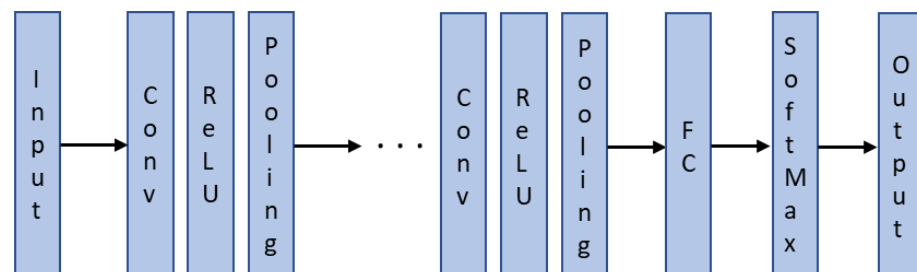 Input
Conv
ReLU
Pooling
. . .
Conv
ReLU
Pooling
FC
SoftMax
Output